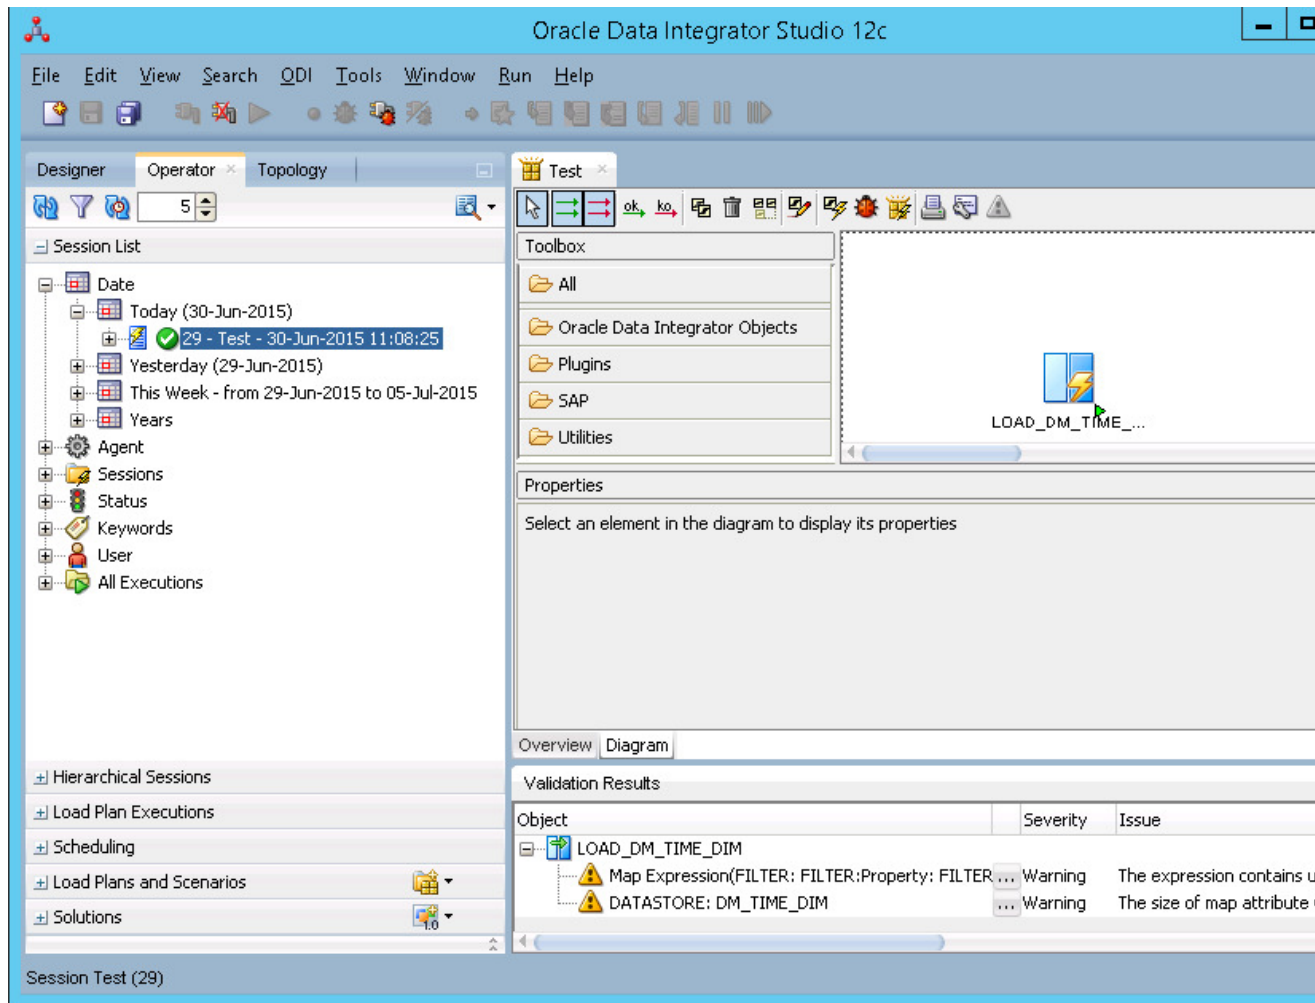 Oracle Data Integrator Studio 12c
File Edit View Search ODI Tools Window Run Help
Designer Operator Topology
Test
5
ok ko
Session List
Toolbox
Date
All
Today (30-Jun-2015)
Oracle Data Integrator Objects
29 - Test - 30-Jun-2015 11:08:25
Yesterday (29-Jun-2015)
Plugins
This Week - from 29-Jun-2015 to 05-Jul-2015
SAP
Years
LOAD_DM_TIME_...
Agent
Utilities
Sessions
Properties
Status
Select an element in the diagram to display its properties
Keywords
User
All Executions
Overview Diagram
Hierarchical Sessions
Validation Results
Load Plan Executions
Object Severity Issue
Scheduling
LOAD_DM_TIME_DIM
Load Plans and Scenarios
Map Expression(FILTER: FILTER:Property: FILTER ... Warning The expression contains u
DATASTORE: DM_TIME_DIM ... Warning The size of map attribute
Solutions
1.0
Session Test (29)